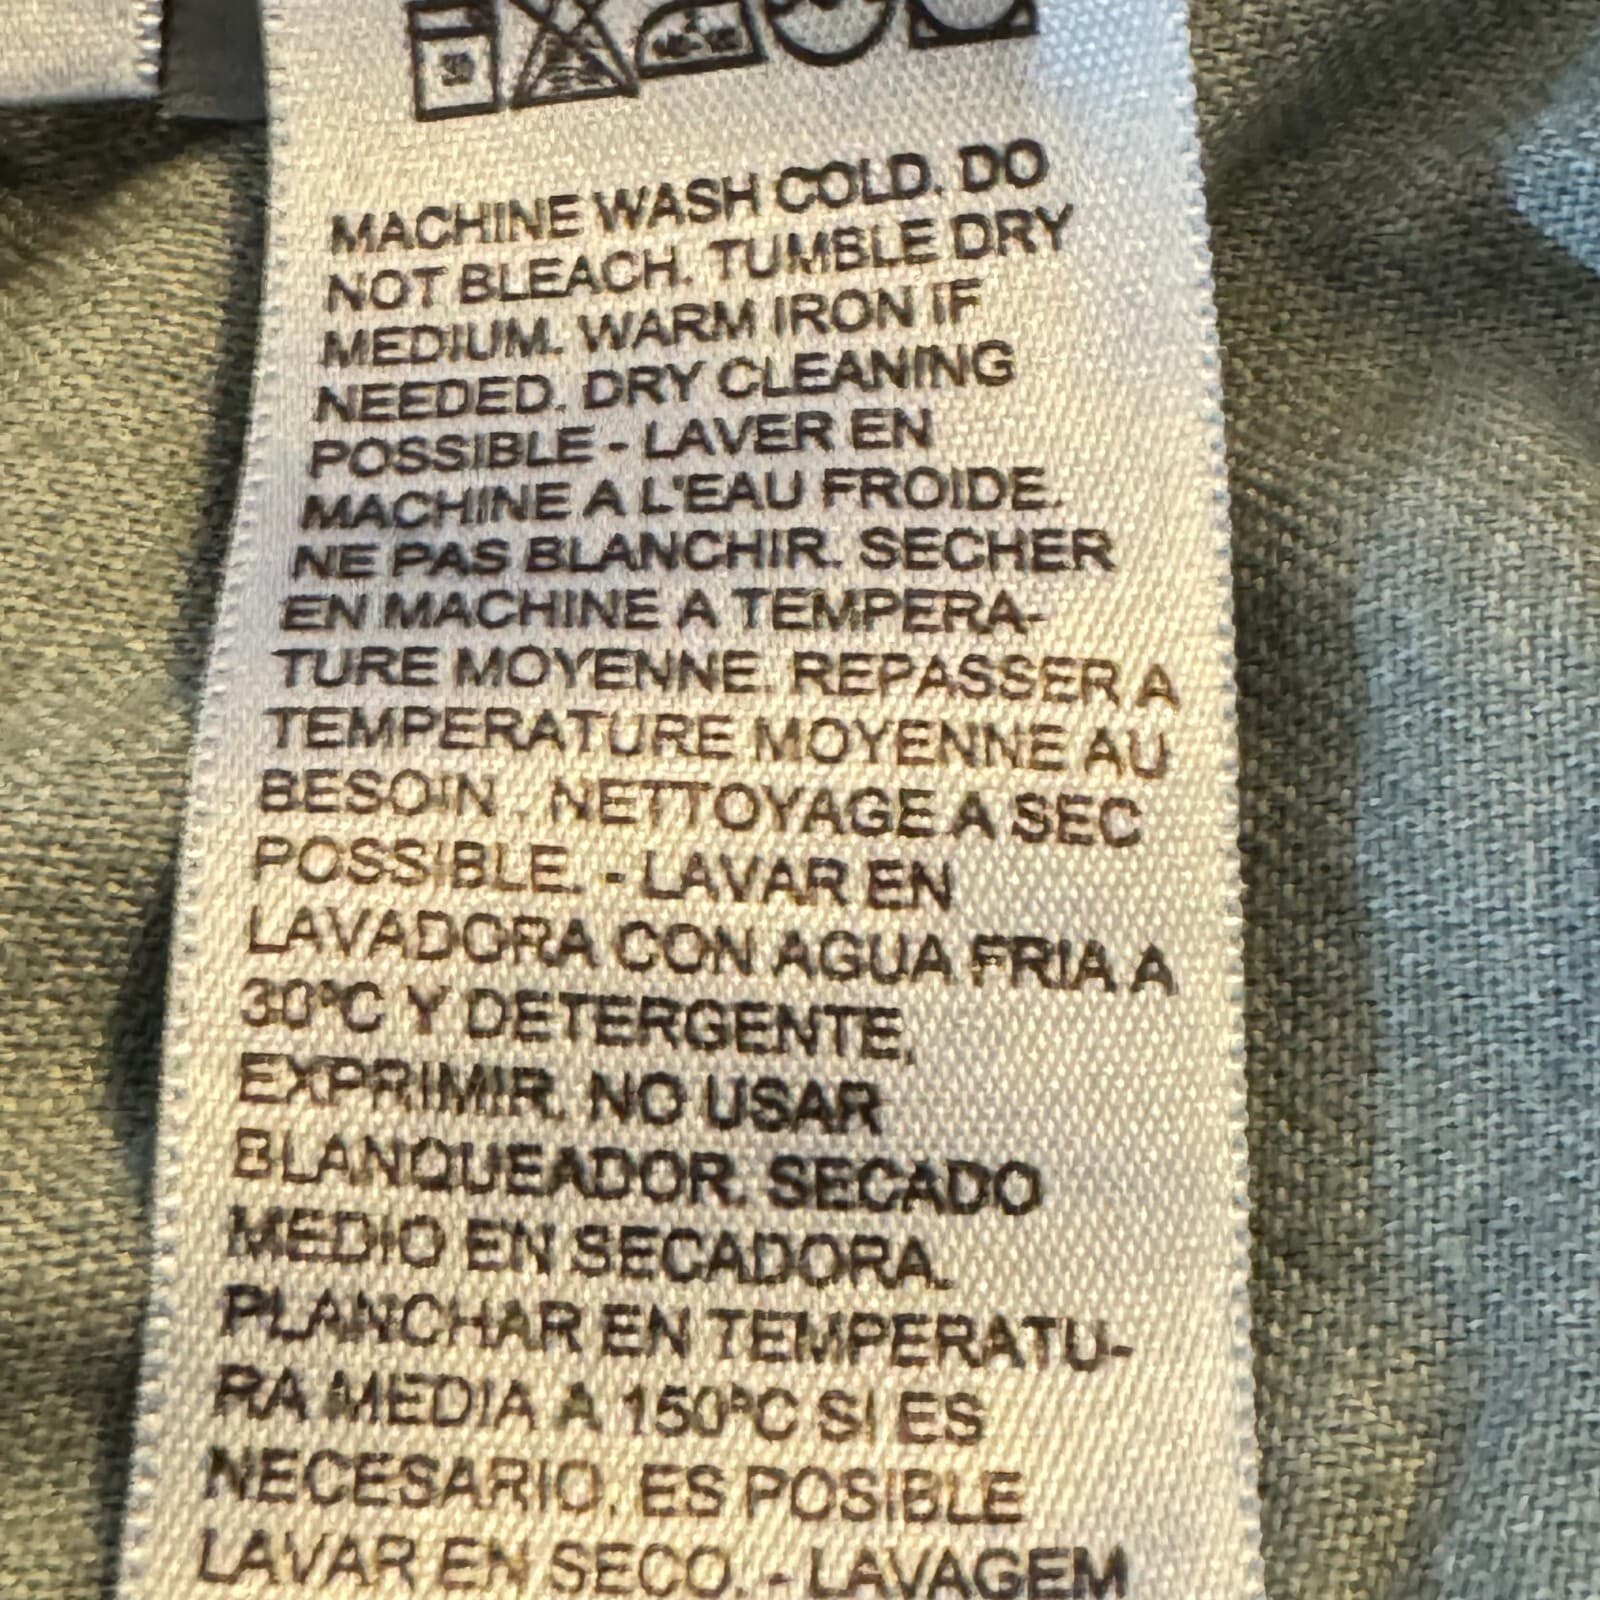 MACHINE WASH COLD. DO
NOT BLEACH. TUMBLE DRY
MEDIUM. WARM IRON IF
NEEDED. DRY CLEANING
POSSIBLE - LAVER EN
MACHINE A L'EAU FROIDE.
NE PAS BLANCHIR. SECHER
EN MACHINE A TEMPERA-
TURE MOYENNE. REPASSER A
TEMPERATURE MOYENNE AU
BESOIN . NETTOYAGE A SEC
POSSIBLE. - LAVAR EN
LAVADORA CON AGUA FRIA A
30ºC Y DETERGENTE,
EXPRIMIR. NO USAR
BLANQUEADOR. SECADO
MEDIO EN SECADORA.
PLANCHAR EN TEMPERATU-
RA MEDIA A 150ºC SI ES
NECESARIO. ES POSIBLE
LAVAR EN SECO. - LAVAGEM